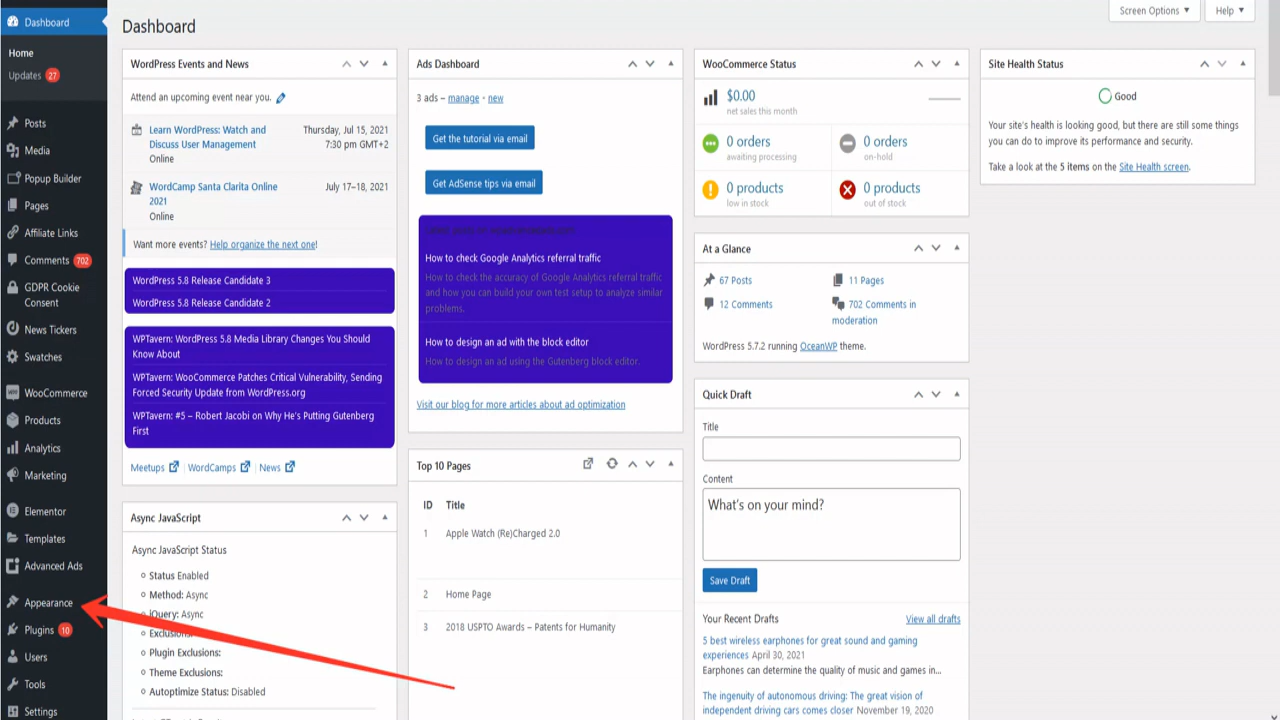 Dashboard
Home
Updates 27
Posts
Media
Popup Builder
Pages
Affiliate Links
Comments 702
GDPR Cookie
Consent
News Tickers
Swatches
WooCommerce
Products
Analytics
Marketing
Elementor
Templates
Advanced Ads
Appearance
Plugins 10
Users
Tools
Settings
Screen Options ▼
Help ▼
Dashboard
WordPress Events and News
Attend an upcoming event near you.
Learn WordPress: Watch and
Discuss User Management
Online
Thursday, Jul 15, 2021
7:30 pm GMT+2
WordCamp Santa Clarita Online
2021
Online
July 17–18, 2021
Want more events? Help organize the next one!
WordPress 5.8 Release Candidate 3
WordPress 5.8 Release Candidate 2
WPTavern: WordPress 5.8 Media Library Changes You Should
Know About
WPTavern: WooCommerce Patches Critical Vulnerability, Sending
Forced Security Update from WordPress.org
WPTavern: #5 – Robert Jacobi on Why He's Putting Gutenberg
First
Meetups | WordCamps | News
Async JavaScript
Async JavaScript Status
Status Enabled
Method: Async
jQuery: Async
Exclusions:
Plugin Exclusions:
Theme Exclusions:
Autoptimize Status: Disabled
Ads Dashboard
3 ads – manage - new
Get the tutorial via email
Get AdSense tips via email
How to check Google Analytics referral traffic
How to check the accuracy of Google Analytics referral traffic
and how you can build your own test setup to analyze similar
problems.
How to design an ad with the block editor
How to design an ad using the Gutenberg block editor.
Visit our blog for more articles about ad optimization
Top 10 Pages
ID Title
1 Apple Watch (Re)Charged 2.0
2 Home Page
3 2018 USPTO Awards – Patents for Humanity
WooCommerce Status
$0.00
net sales this month
0 orders
awaiting processing
0 orders
on-hold
0 products
low in stock
0 products
out of stock
At a Glance
67 Posts
11 Pages
12 Comments
702 Comments in
moderation
WordPress 5.7.2 running OceanWP theme.
Quick Draft
Title
Content
What's on your mind?
Save Draft
Your Recent Drafts
View all drafts
5 best wireless earphones for great sound and gaming
experiences April 30, 2021
Earphones can determine the quality of music and games in...
The ingenuity of autonomous driving: The great vision of
independent driving cars comes closer November 19, 2020
Site Health Status
Good
Your site's health is looking good, but there are still some things
you can do to improve its performance and security.
Take a look at the 5 items on the Site Health screen.